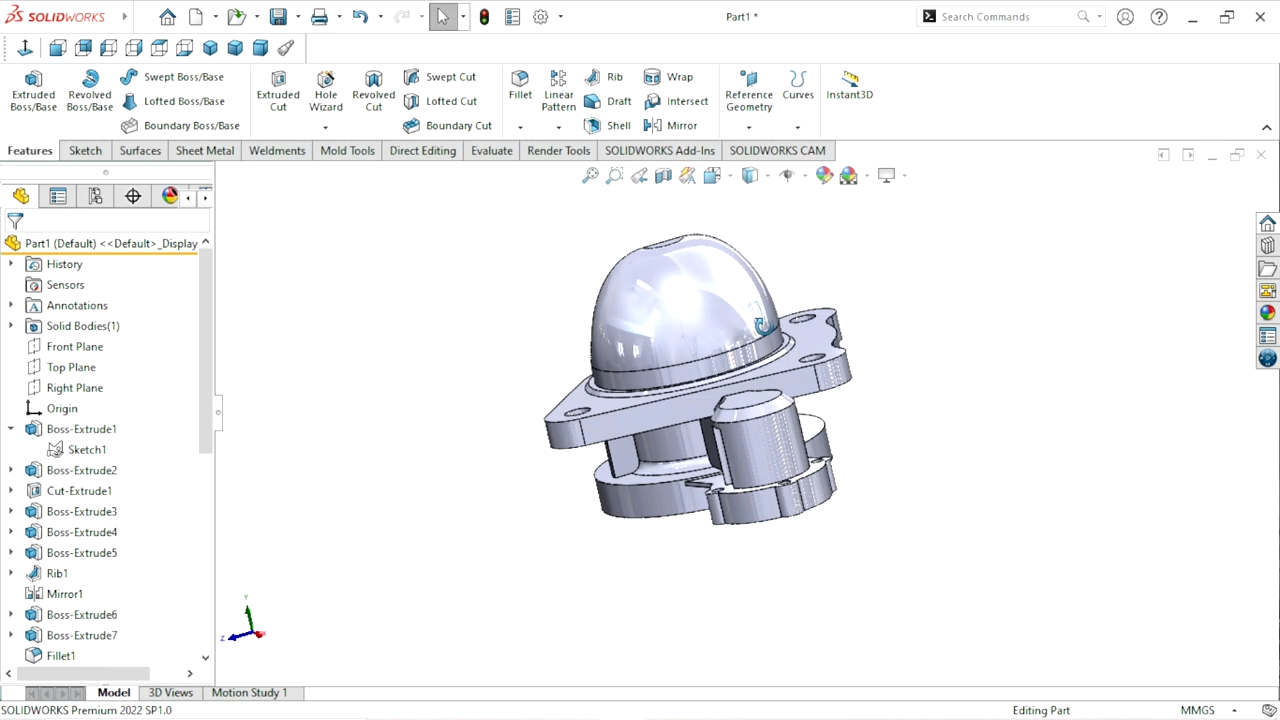 SOLIDWORKS
Part1 *
Search Commands
Extruded Boss/Base
Revolved Boss/Base
Swept Boss/Base
Lofted Boss/Base
Boundary Boss/Base
Extruded Cut
Hole Wizard
Revolved Cut
Swept Cut
Lofted Cut
Boundary Cut
Fillet
Linear Pattern
Rib
Draft
Shell
Wrap
Intersect
Mirror
Reference Geometry
Curves
Instant3D
Features
Sketch
Surfaces
Sheet Metal
Weldments
Mold Tools
Direct Editing
Evaluate
Render Tools
SOLIDWORKS Add-Ins
SOLIDWORKS CAM
Part1 (Default) <<Default>_Display
History
Sensors
Annotations
Solid Bodies(1)
Front Plane
Top Plane
Right Plane
Origin
Boss-Extrude1
Sketch1
Boss-Extrude2
Cut-Extrude1
Boss-Extrude3
Boss-Extrude4
Boss-Extrude5
Rib1
Mirror1
Boss-Extrude6
Boss-Extrude7
Fillet1
Y
Z
Model
3D Views
Motion Study 1
SOLIDWORKS Premium 2022 SP1.0
Editing Part
MMGS